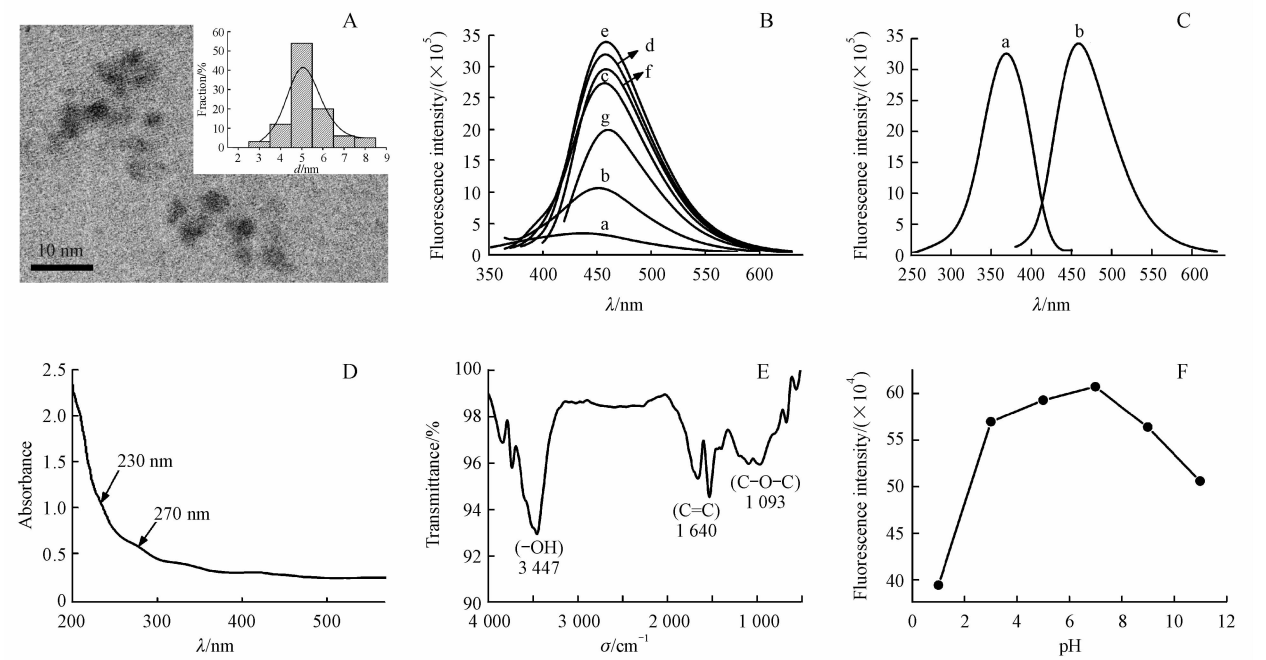 A
60
50
40
30
20
10
0
Fraction/%
2 3 4 5 6 7 8 9
d/nm
10 nm
B
35
30
25
20
15
10
5
0
Fluorescence intensity/(×10⁵)
e
d
f
c
g
b
a
350 400 450 500 550 600
λ/nm
C
35
30
25
20
15
10
5
0
Fluorescence intensity/(×10⁵)
a b
250 300 350 400 450 500 550 600
λ/nm
D
2.5
2.0
1.5
1.0
0.5
0
Absorbance
230 nm
270 nm
200 300 400 500
λ/nm
E
100
98
96
94
92
90
Transmittance/%
(−OH)
3 447
(C=C)
1 640
(C−O−C)
1 093
4 000 3 000 2 000 1 000
σ/cm⁻¹
F
60
55
50
45
40
Fluorescence intensity/(×10⁴)
0 2 4 6 8 10 12
pH